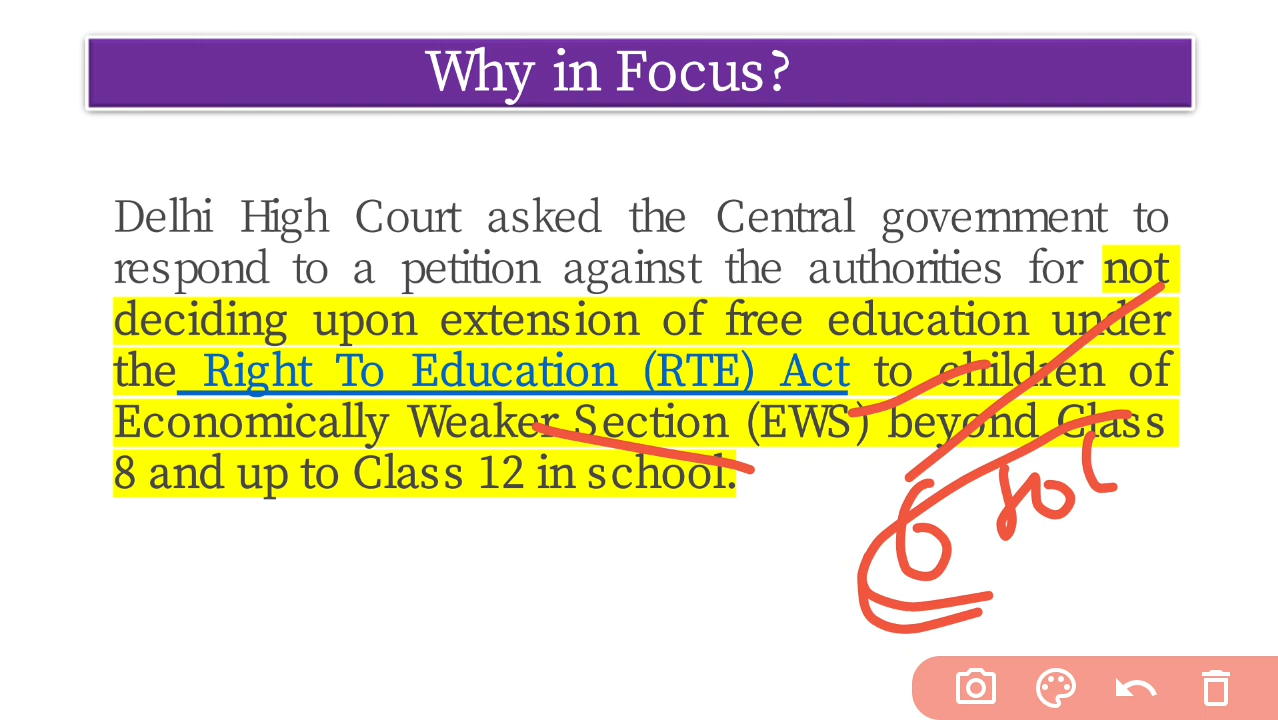 Why in Focus?
Delhi High Court asked the Central government to
respond to a petition against the authorities for not
deciding upon extension of free education under
the Right To Education (RTE) Act to children of
Economically Weaker Section (EWS) beyond Class
8 and up to Class 12 in school.